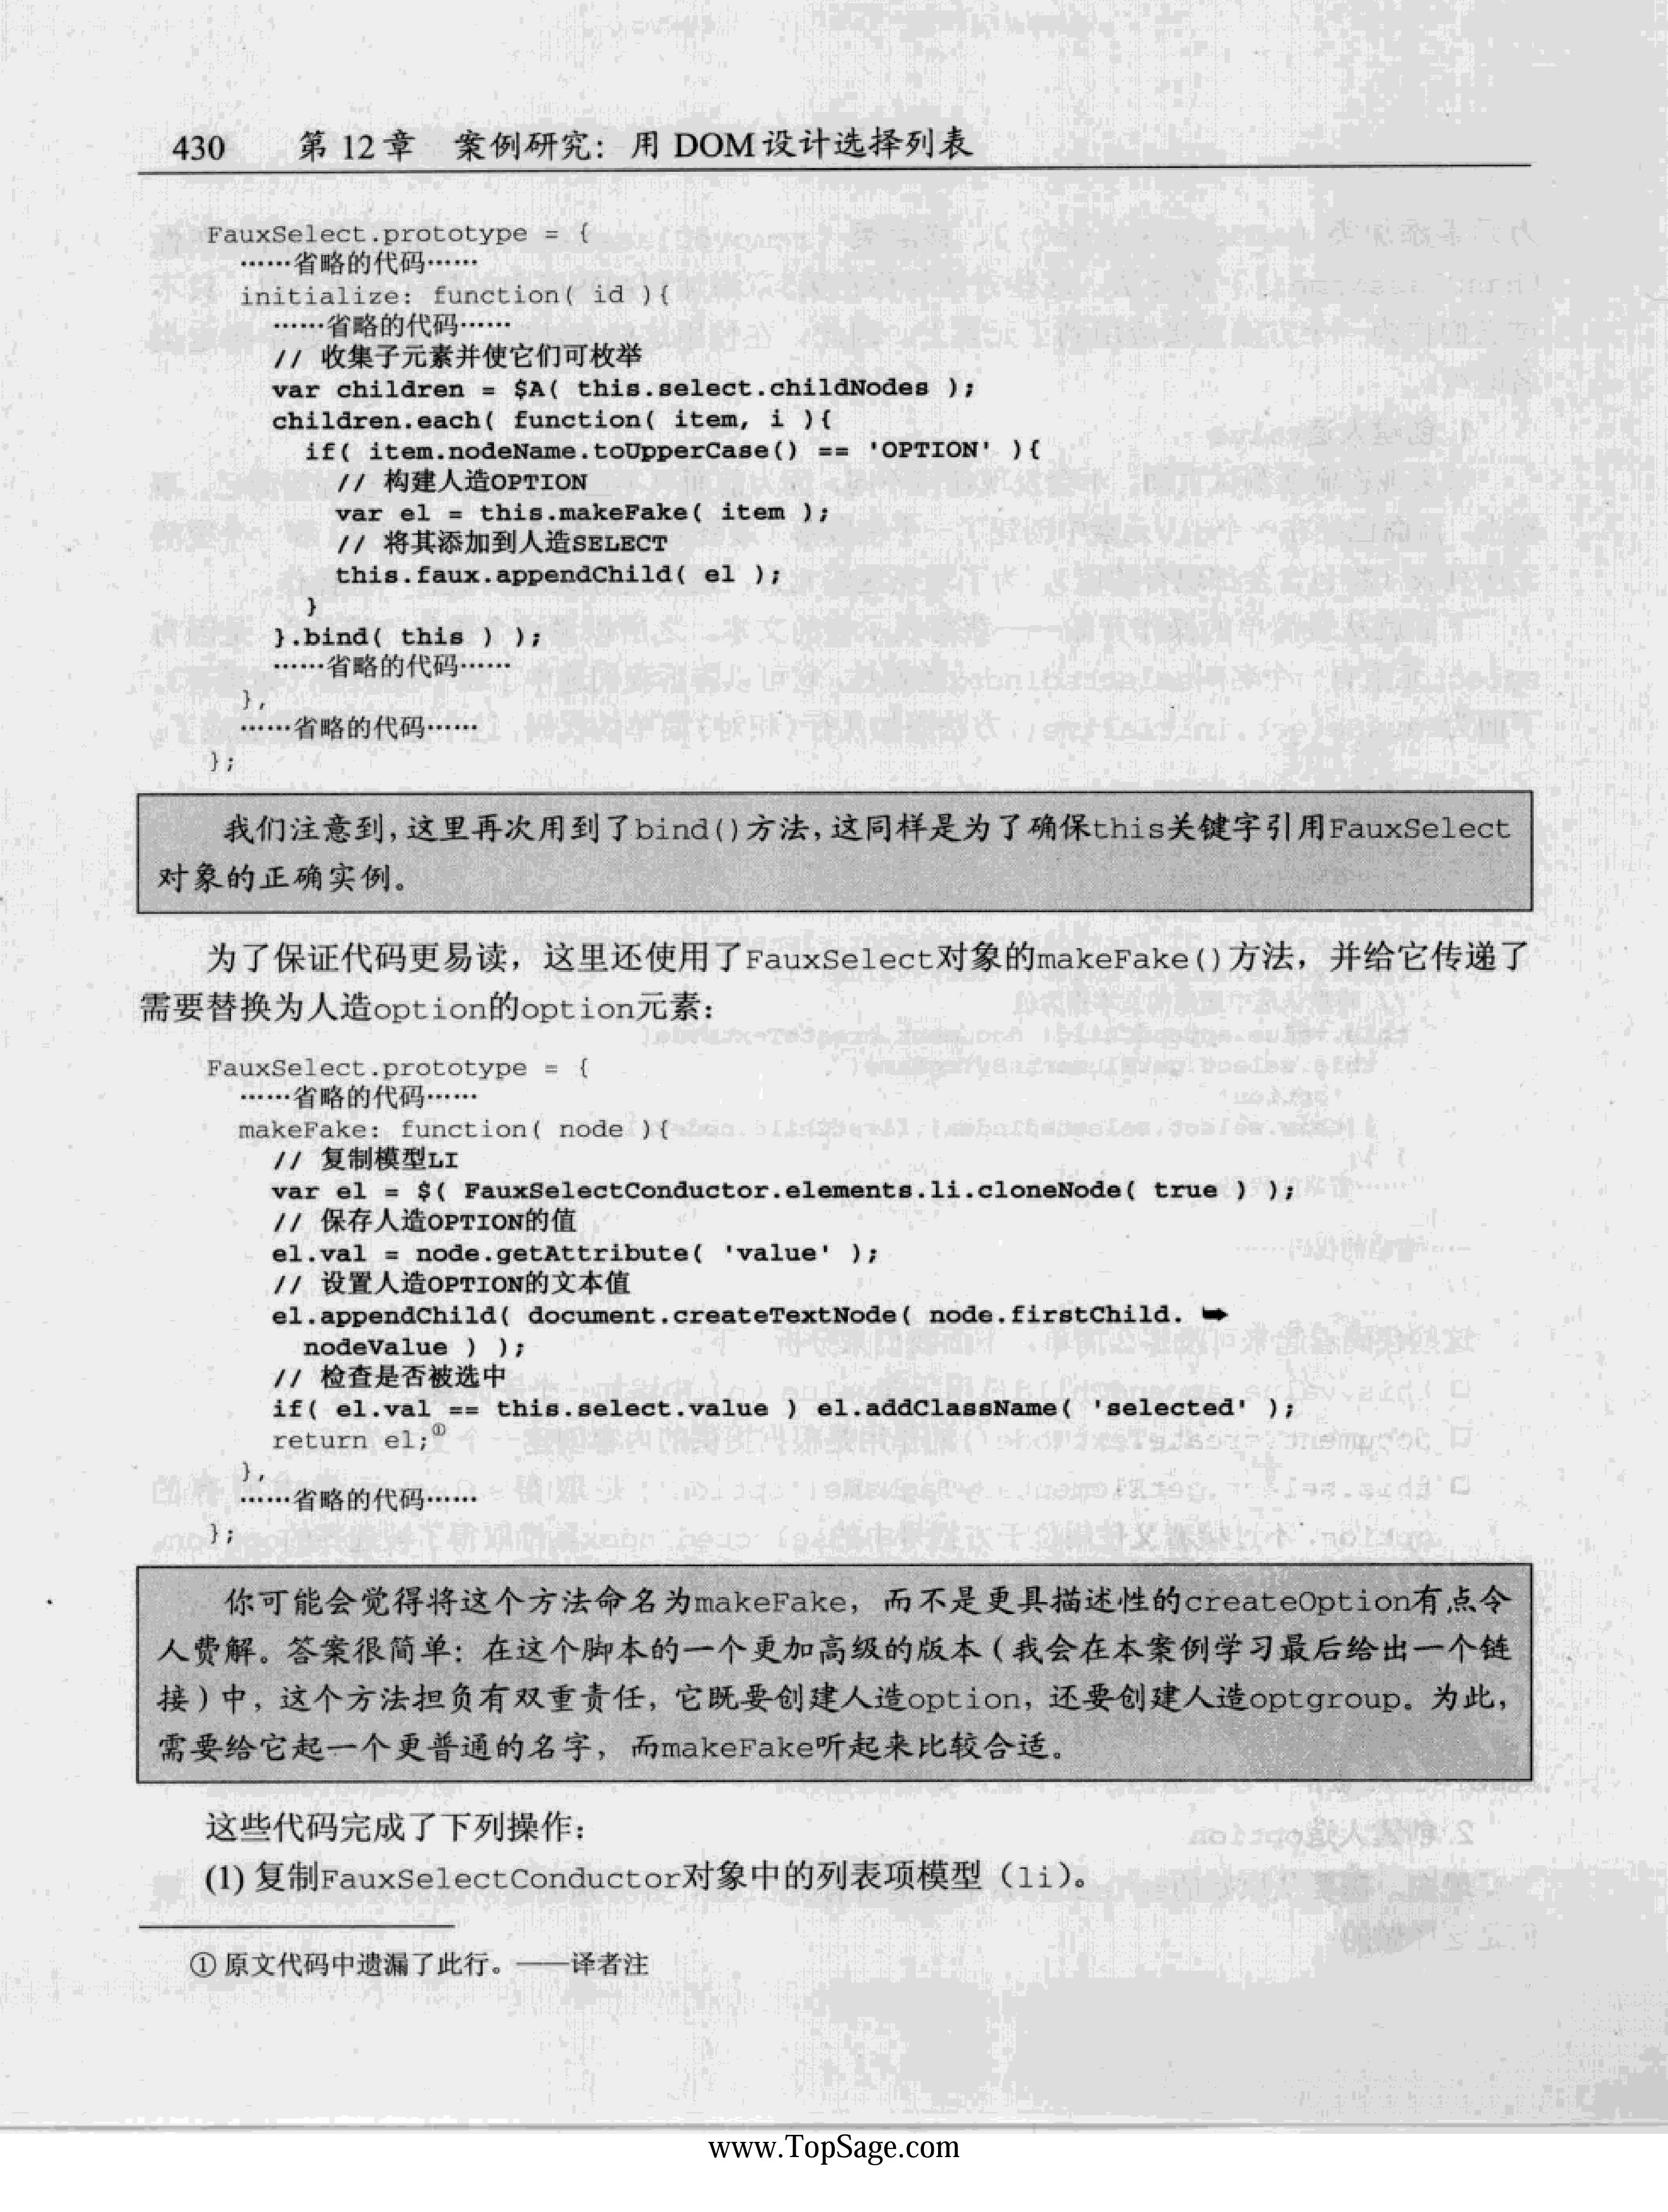 430 第 12 章 案例研究：用 DOM 设计选择列表
FauxSelect.prototype = {
……省略的代码……
initialize: function( id ){
……省略的代码……
// 收集子元素并使它们可枚举
var children = $A( this.select.childNodes );
children.each( function( item, i ){
if( item.nodeName.toUpperCase() == 'OPTION' ){
// 构建人造OPTION
var el = this.makeFake( item );
// 将其添加到人造SELECT
this.faux.appendChild( el );
}
}.bind( this ) );
……省略的代码……
},
……省略的代码……
};
我们注意到，这里再次用到了bind()方法，这同样是为了确保this关键字引用FauxSelect
对象的正确实例。
为了保证代码更易读，这里还使用了FauxSelect对象的makeFake()方法，并给它传递了
需要替换为人造option的option元素：
FauxSelect.prototype = {
……省略的代码……
makeFake: function( node ){
// 复制模型LI
var el = $( FauxSelectConductor.elements.li.cloneNode( true ) );
// 保存人造OPTION的值
el.val = node.getAttribute( 'value' );
// 设置人造OPTION的文本值
el.appendChild( document.createTextNode( node.firstChild. ➥
nodeValue ) );
// 检查是否被选中
if( el.val == this.select.value ) el.addClassName( 'selected' );
return el;①
},
……省略的代码……
};
你可能会觉得将这个方法命名为makeFake，而不是更具描述性的createOption有点令
人费解。答案很简单：在这个脚本的一个更加高级的版本（我会在本案例学习最后给出一个链
接）中，这个方法担负有双重责任，它既要创建人造option，还要创建人造optgroup。为此，
需要给它起一个更普通的名字，而makeFake听起来比较合适。
这些代码完成了下列操作：
(1) 复制FauxSelectConductor对象中的列表项模型（li）。
① 原文代码中遗漏了此行。——译者注
www.TopSage.com